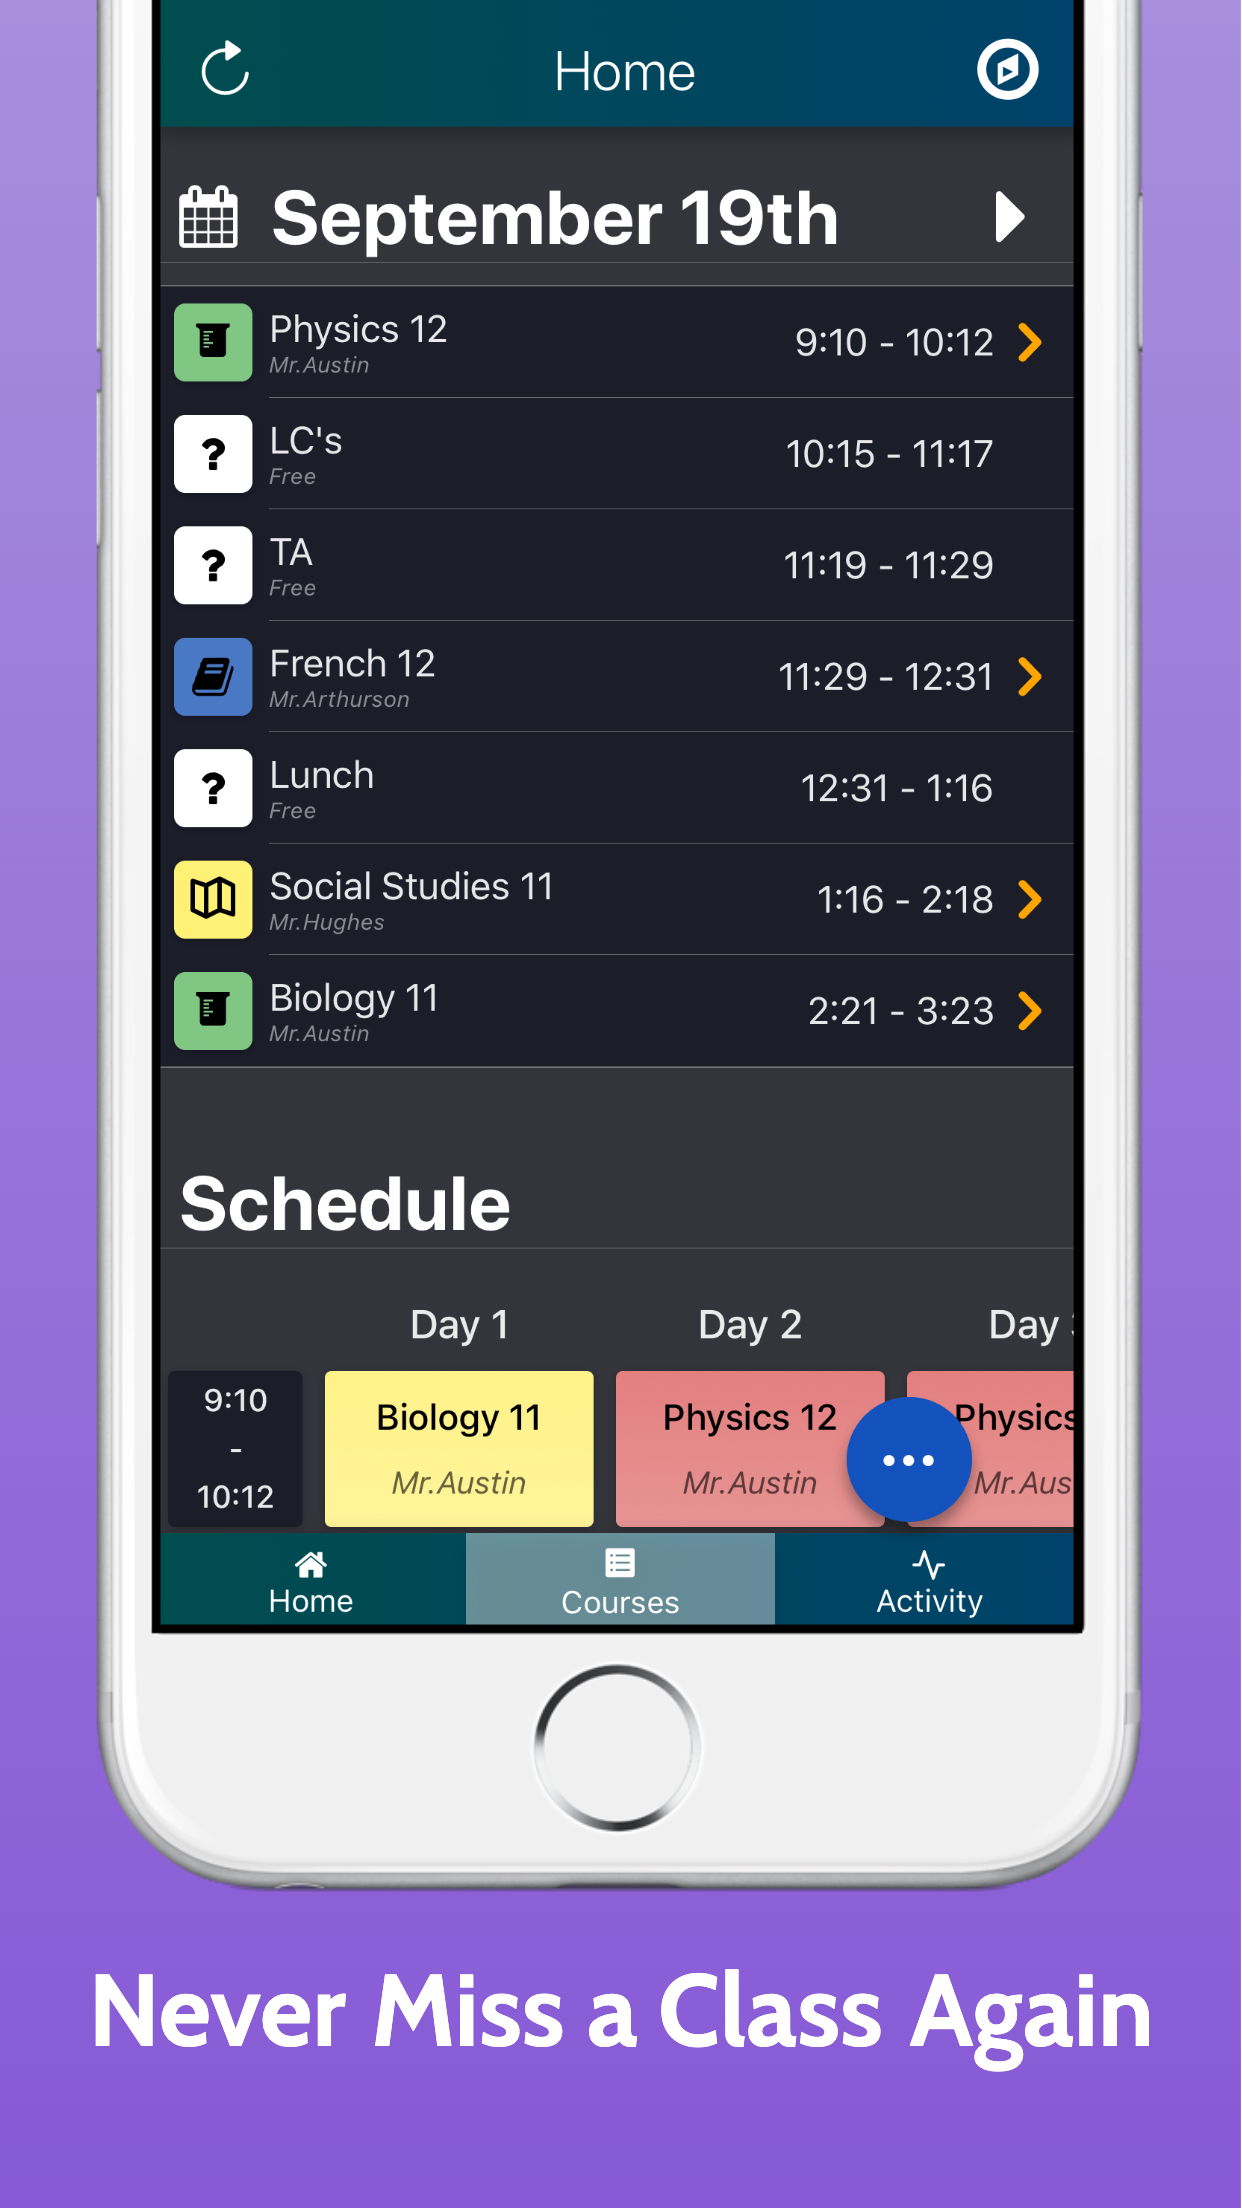 Home
September 19th
Physics 12
Mr.Austin
9:10 - 10:12
LC's
Free
10:15 - 11:17
?
TA
Free
11:19 - 11:29
?
French 12
Mr.Arthurson
11:29 - 12:31
Lunch
Free
12:31 - 1:16
?
Social Studies 11
Mr.Hughes
1:16 - 2:18
Biology 11
Mr.Austin
2:21 - 3:23
Schedule
Day 1
Day 2
Day
9:10
-
10:12
Biology 11
Mr.Austin
Physics 12
Mr.Austin
Physics
Mr.Aus
Home
Courses
Activity
Never Miss a Class Again